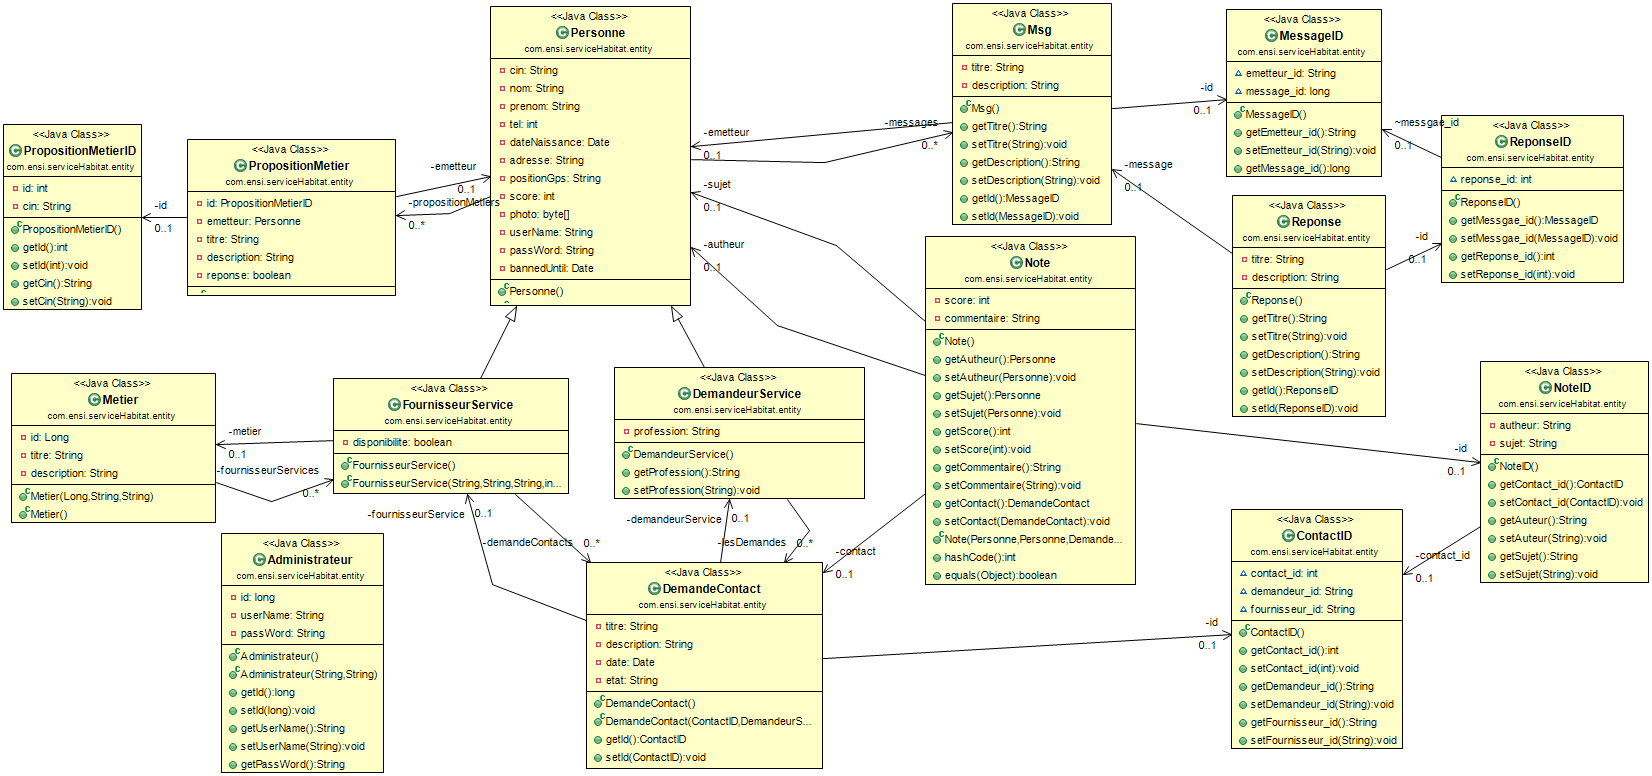 <<Java Class>>
PropositionMetierID
com.ensi.serviceHabitat.entity
id: int
cin: String
PropositionMetierID()
getId():int
setId(int):void
getCin():String
setCin(String):void
-id
0..1
<<Java Class>>
PropositionMetier
com.ensi.serviceHabitat.entity
id: PropositionMetierID
emetteur: Personne
titre: String
description: String
reponse: boolean
-emetteur
0..1
-propositionMetiers
0..*
<<Java Class>>
Personne
com.ensi.serviceHabitat.entity
cin: String
nom: String
prenom: String
tel: int
dateNaissance: Date
adresse: String
positionGps: String
score: int
photo: byte[]
userName: String
passWord: String
bannedUntil: Date
Personne()
-emetteur
0..1
-messages
0..*
-sujet
0..1
-autheur
0..1
<<Java Class>>
Msg
com.ensi.serviceHabitat.entity
titre: String
description: String
Msg()
getTitre():String
setTitre(String):void
getDescription():String
setDescription(String):void
getId():MessageID
setId(MessageID):void
-id
0..1
-message
0..1
<<Java Class>>
MessageID
com.ensi.serviceHabitat.entity
emetteur_id: String
message_id: long
MessageID()
getEmetteur_id():String
setEmetteur_id(String):void
getMessage_id():long
~messgae_id
0..1
<<Java Class>>
ReponseID
com.ensi.serviceHabitat.entity
reponse_id: int
ReponseID()
getMessgae_id():MessageID
setMessgae_id(MessageID):void
getReponse_id():int
setReponse_id(int):void
<<Java Class>>
Reponse
com.ensi.serviceHabitat.entity
titre: String
description: String
Reponse()
getTitre():String
setTitre(String):void
getDescription():String
setDescription(String):void
getId():ReponseID
setId(ReponseID):void
-id
0..1
<<Java Class>>
Note
com.ensi.serviceHabitat.entity
score: int
commentaire: String
Note()
getAutheur():Personne
setAutheur(Personne):void
getSujet():Personne
setSujet(Personne):void
getScore():int
setScore(int):void
getCommentaire():String
setCommentaire(String):void
getContact():DemandeContact
setContact(DemandeContact):void
Note(Personne,Personne,Demande...
hashCode():int
equals(Object):boolean
-id
0..1
-contact
0..1
<<Java Class>>
NoteID
com.ensi.serviceHabitat.entity
autheur: String
sujet: String
NoteID()
getContact_id():ContactID
setContact_id(ContactID):void
getAuteur():String
setAuteur(String):void
getSujet():String
setSujet(String):void
-contact_id
0..1
<<Java Class>>
Metier
com.ensi.serviceHabitat.entity
id: Long
titre: String
description: String
Metier(Long,String,String)
Metier()
-metier
0..1
-fournisseurServices
0..*
<<Java Class>>
FournisseurService
com.ensi.serviceHabitat.entity
disponibilite: boolean
FournisseurService()
FournisseurService(String,String,String,in...
-fournisseurService
0..1
-demandeContacts
0..*
<<Java Class>>
DemandeurService
com.ensi.serviceHabitat.entity
profession: String
DemandeurService()
getProfession():String
setProfession(String):void
-demandeurService
0..1
-lesDemandes
0..*
<<Java Class>>
Administrateur
com.ensi.serviceHabitat.entity
id: long
userName: String
passWord: String
Administrateur()
Administrateur(String,String)
getId():long
setId(long):void
getUserName():String
setUserName(String):void
getPassWord():String
<<Java Class>>
DemandeContact
com.ensi.serviceHabitat.entity
titre: String
description: String
date: Date
etat: String
DemandeContact()
DemandeContact(ContactID,DemandeurS...
getId():ContactID
setId(ContactID):void
-id
0..1
<<Java Class>>
ContactID
com.ensi.serviceHabitat.entity
contact_id: int
demandeur_id: String
fournisseur_id: String
ContactID()
getContact_id():int
setContact_id(int):void
getDemandeur_id():String
setDemandeur_id(String):void
getFournisseur_id():String
setFournisseur_id(String):void